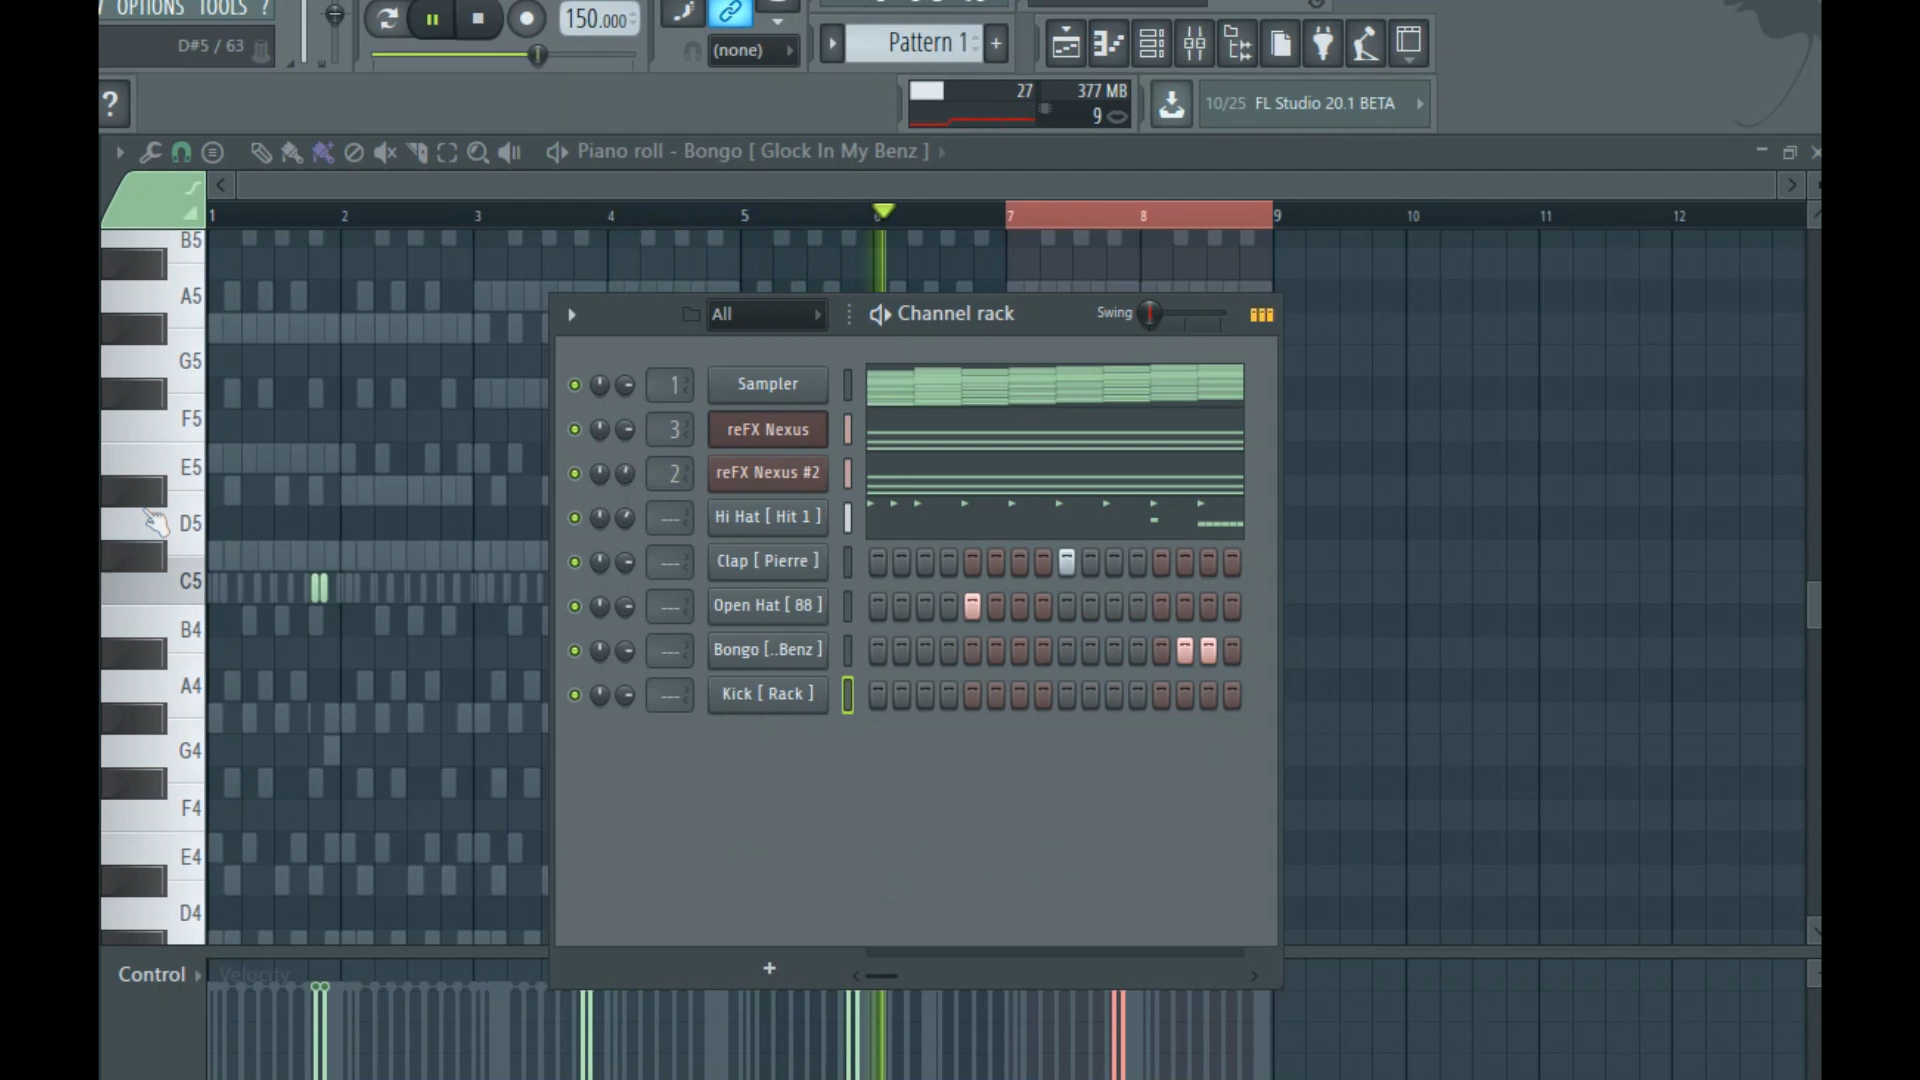 OPTIONS TOOLS ?
D#5 / 63
150.000
(none)
Pattern 1
+
?
27
377 MB
9
10/25 FL Studio 20.1 BETA
Piano roll - Bongo [ Glock In My Benz ]
1 2 3 4 5 6 7 8 9 10 11 12
B5
A5
G5
F5
E5
D5
C5
B4
A4
G4
F4
E4
D4
All
Channel rack
Swing
1 Sampler
3 reFX Nexus
2 reFX Nexus #2
--- Hi Hat [ Hit 1 ]
--- Clap [ Pierre ]
--- Open Hat [ 88 ]
--- Bongo [..Benz ]
--- Kick [ Rack ]
+
Control
Velocity